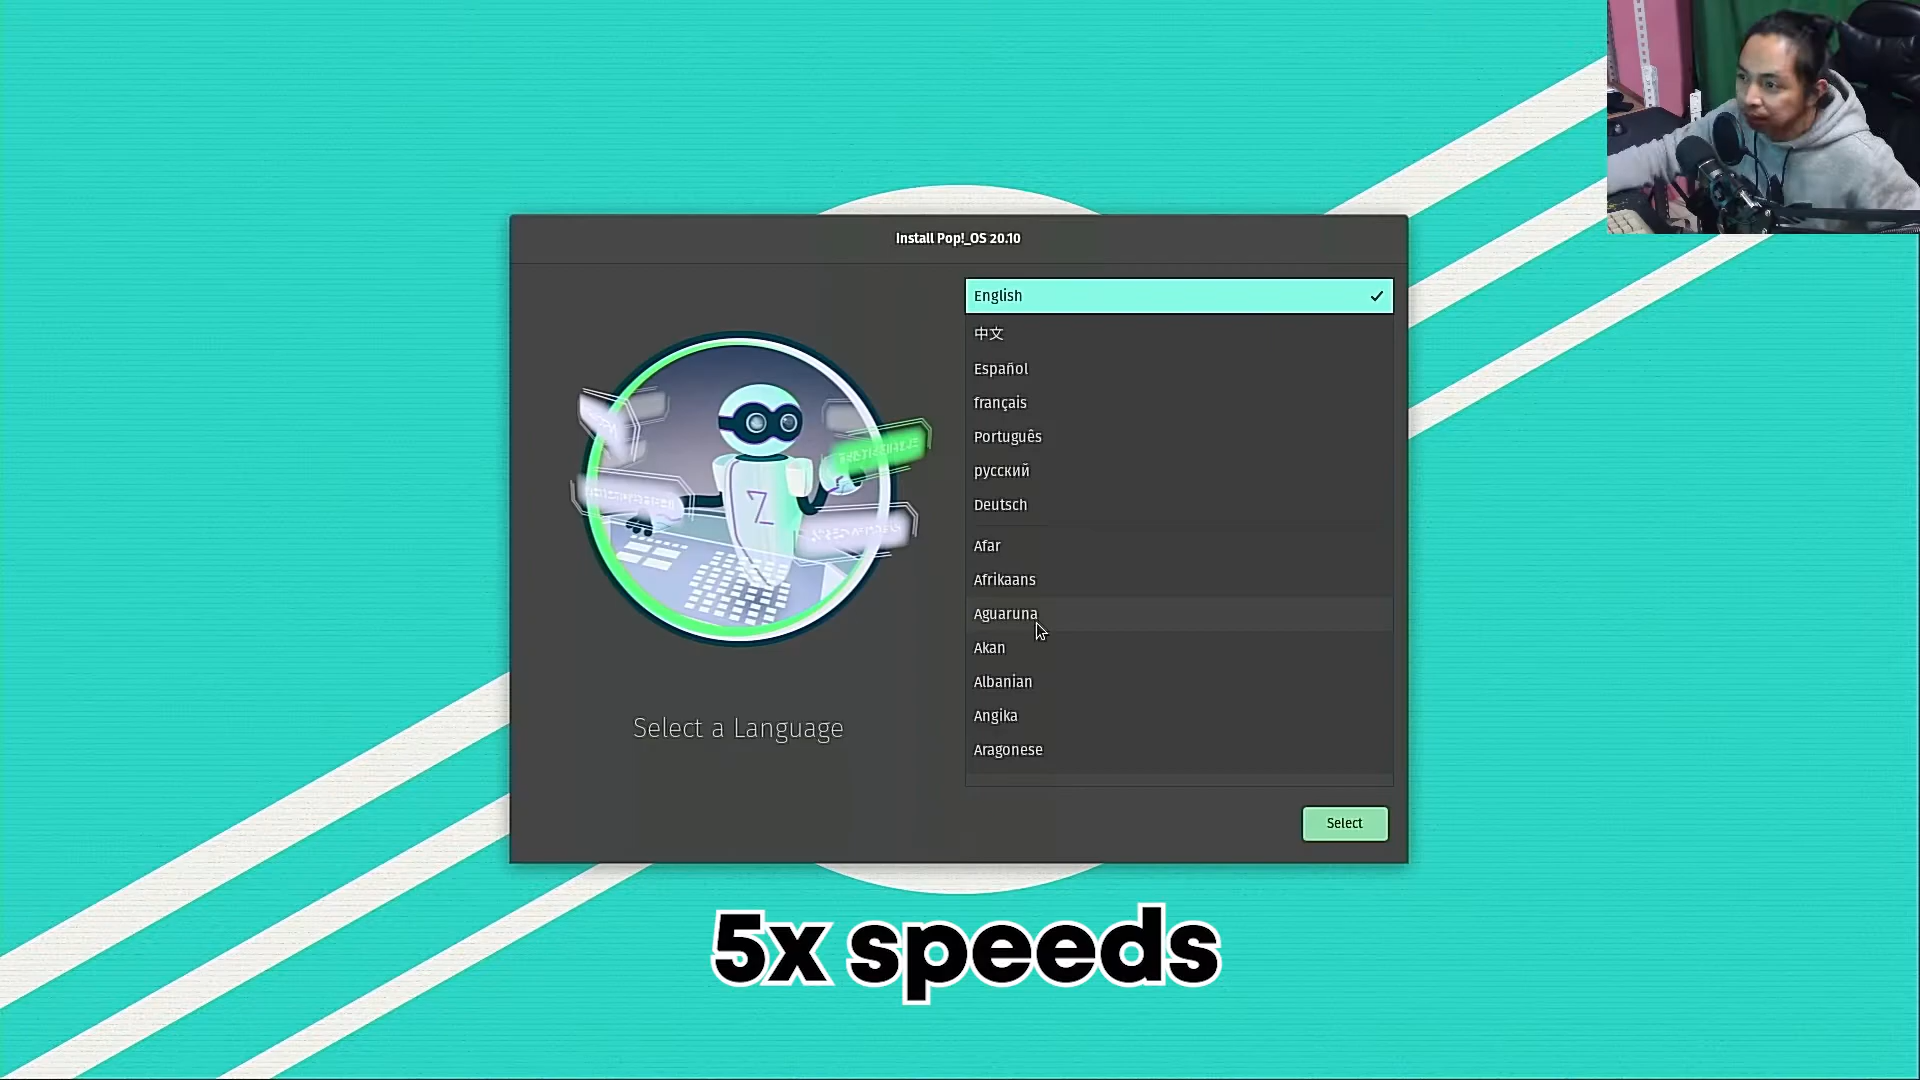 Install Pop!_OS 20.10
English
中文
Español
français
Português
русский
Deutsch
Afar
Afrikaans
Aguaruna
Akan
Albanian
Angika
Aragonese
Select a Language
Select
5x speeds